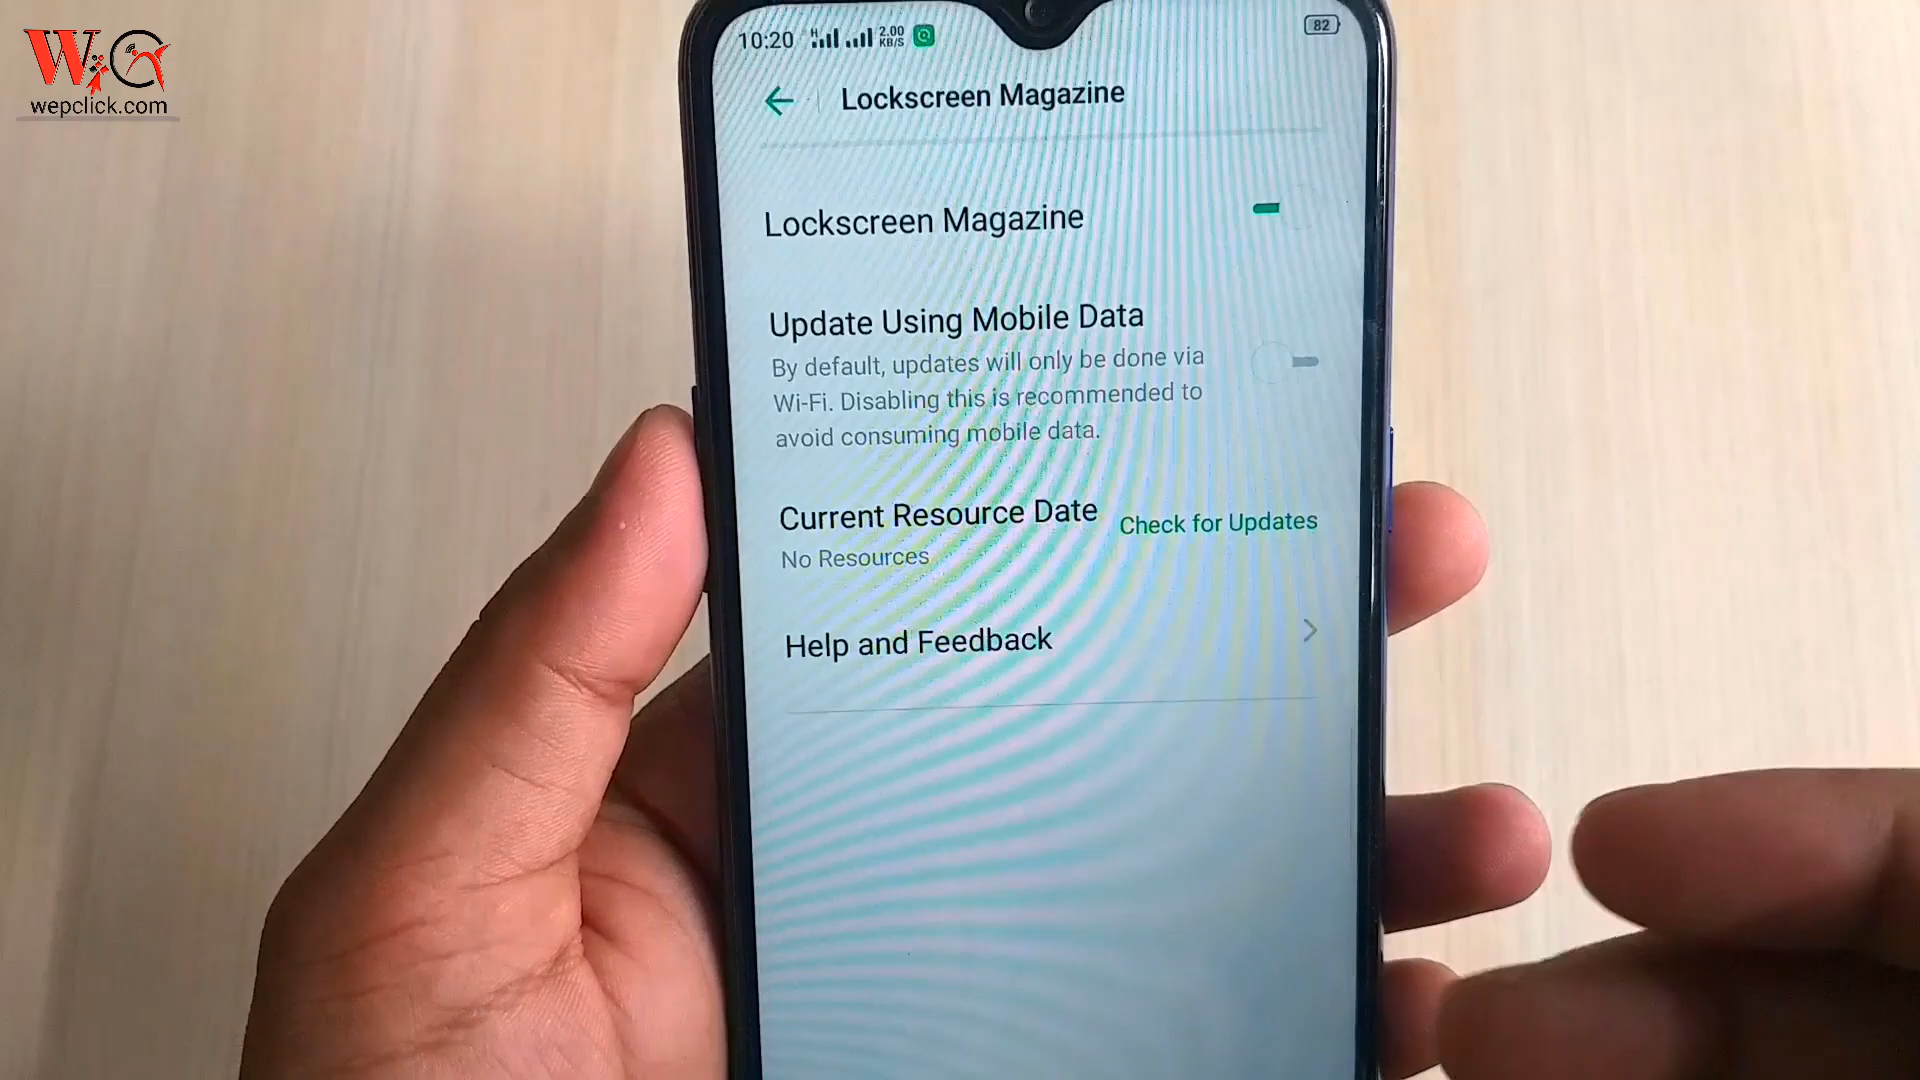 WC
wepclick.com
10:20 H 2.00 KB/S 82
Lockscreen Magazine
Lockscreen Magazine
Update Using Mobile Data
By default, updates will only be done via
Wi-Fi. Disabling this is recommended to
avoid consuming mobile data.
Current Resource Date
Check for Updates
No Resources
Help and Feedback